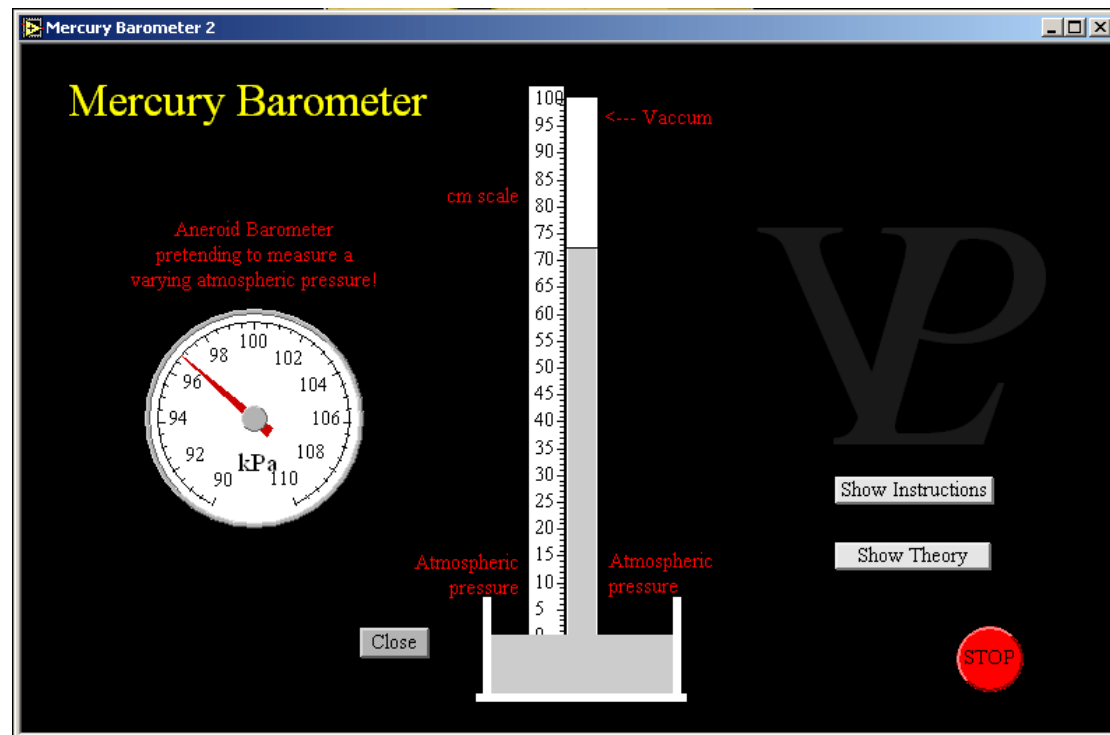 Mercury Barometer 2
Mercury Barometer
<--- Vaccum
cm scale
Aneroid Barometer
pretending to measure a
varying atmospheric pressure!
100
95
90
85
80
75
70
65
60
55
50
45
40
35
30
25
20
15
10
5
0
90
92
94
96
98
100
102
104
106
108
110
kPa
VPL
Show Instructions
Show Theory
Atmospheric
pressure
Atmospheric
pressure
Close
STOP